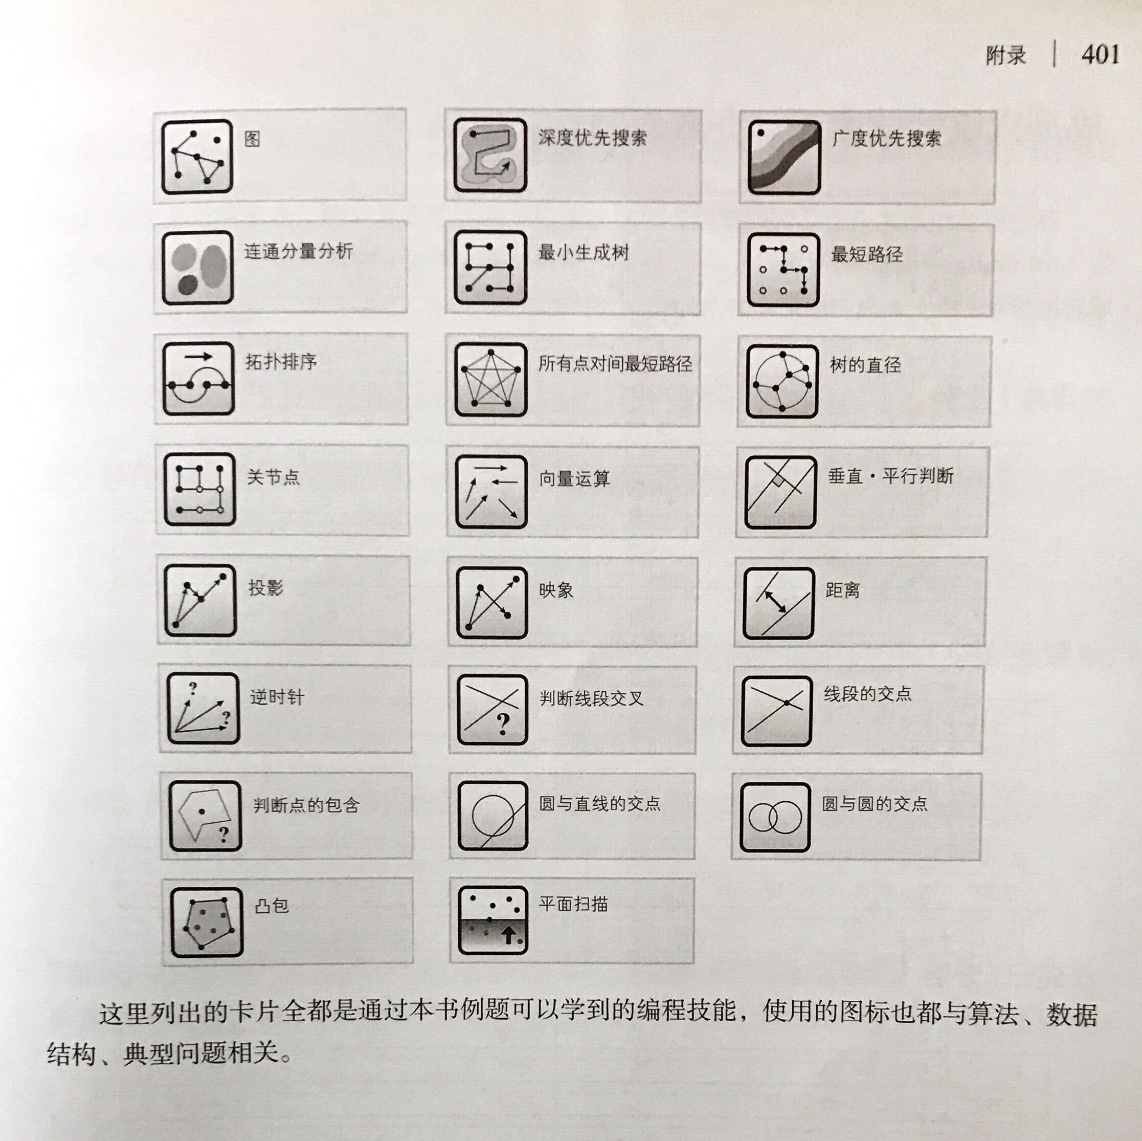 附录 | 401
图
深度优先搜索
广度优先搜索
连通分量分析
最小生成树
最短路径
拓扑排序
所有点对间最短路径
树的直径
关节点
向量运算
垂直·平行判断
投影
映象
距离
?
?
逆时针
?
判断线段交叉
线段的交点
?
判断点的包含
圆与直线的交点
圆与圆的交点
凸包
平面扫描
这里列出的卡片全都是通过本书例题可以学到的编程技能，使用的图标也都与算法、数据
结构、典型问题相关。